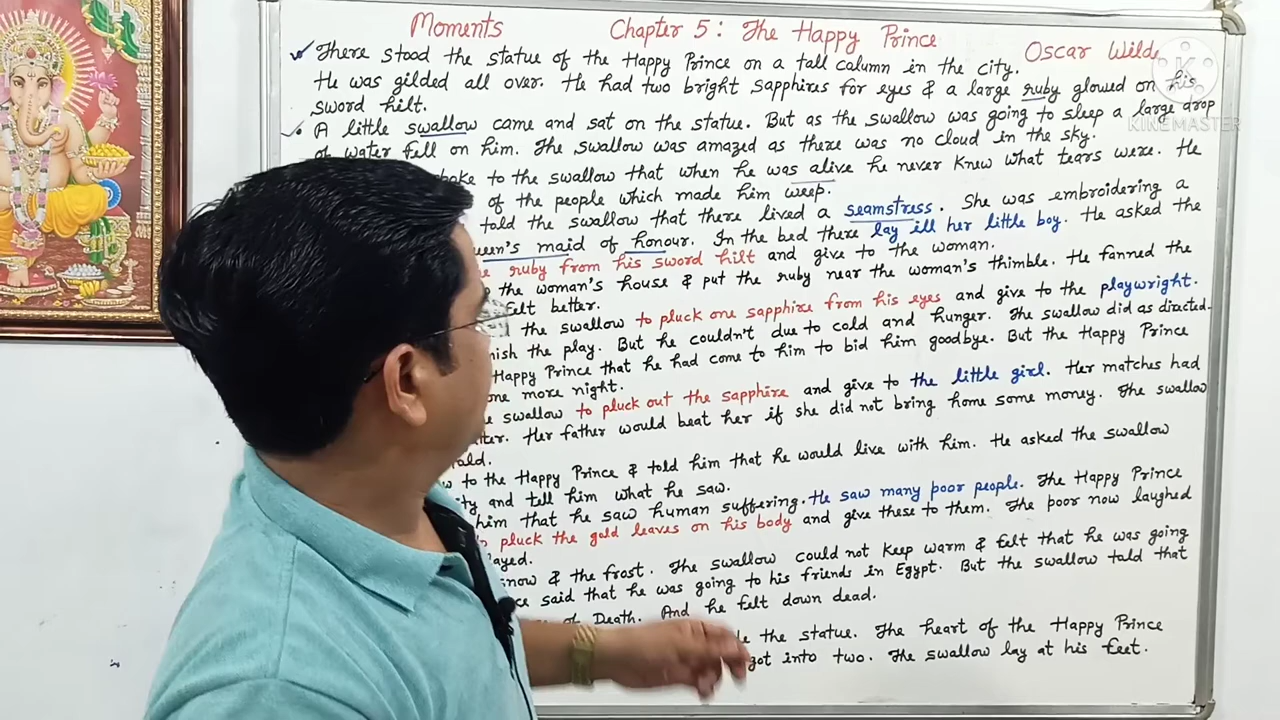 Moments Chapter 5 : The Happy Prince
Oscar Wilde
There stood the statue of the Happy Prince on a tall column in the city.
He was gilded all over. He had two bright sapphires for eyes & a large ruby glowed on his
sword hilt.
A little swallow came and sat on the statue. But as the swallow was going to sleep a large drop
of water fell on him. The swallow was amazed as there was no cloud in the sky.
to the swallow that when he was alive he never knew what tears were. He
of the people which made him weep.
told the swallow that there lived a seamstress. She was embroidering a
maid of honour. In the bed there lay ill her little boy. He asked the
ruby from his sword hilt and give to the woman.
the woman's house & put the ruby near the woman's thimble. He fanned the
felt better.
the swallow to pluck one sapphire from his eyes and give to the playwright.
the play. But he couldn't due to cold and hunger. The swallow did as directed.
Happy Prince that he had come to him to bid him goodbye. But the Happy Prince
one more night.
swallow to pluck out the sapphire and give to the little girl. Her matches had
Her father would beat her if she did not bring home some money. The swallow
to the Happy Prince & told him that he would live with him. He asked the swallow
and tell him what he saw.
him that he saw human suffering. He saw many poor people. The Happy Prince
pluck the gold leaves on his body and give these to them. The poor now laughed
snow & the frost. The swallow could not keep warm & felt that he was going
said that he was going to his friends in Egypt. But the swallow told that
of Death. And he felt down dead.
the statue. The heart of the Happy Prince
got into two. The swallow lay at his feet.
KINEMASTER